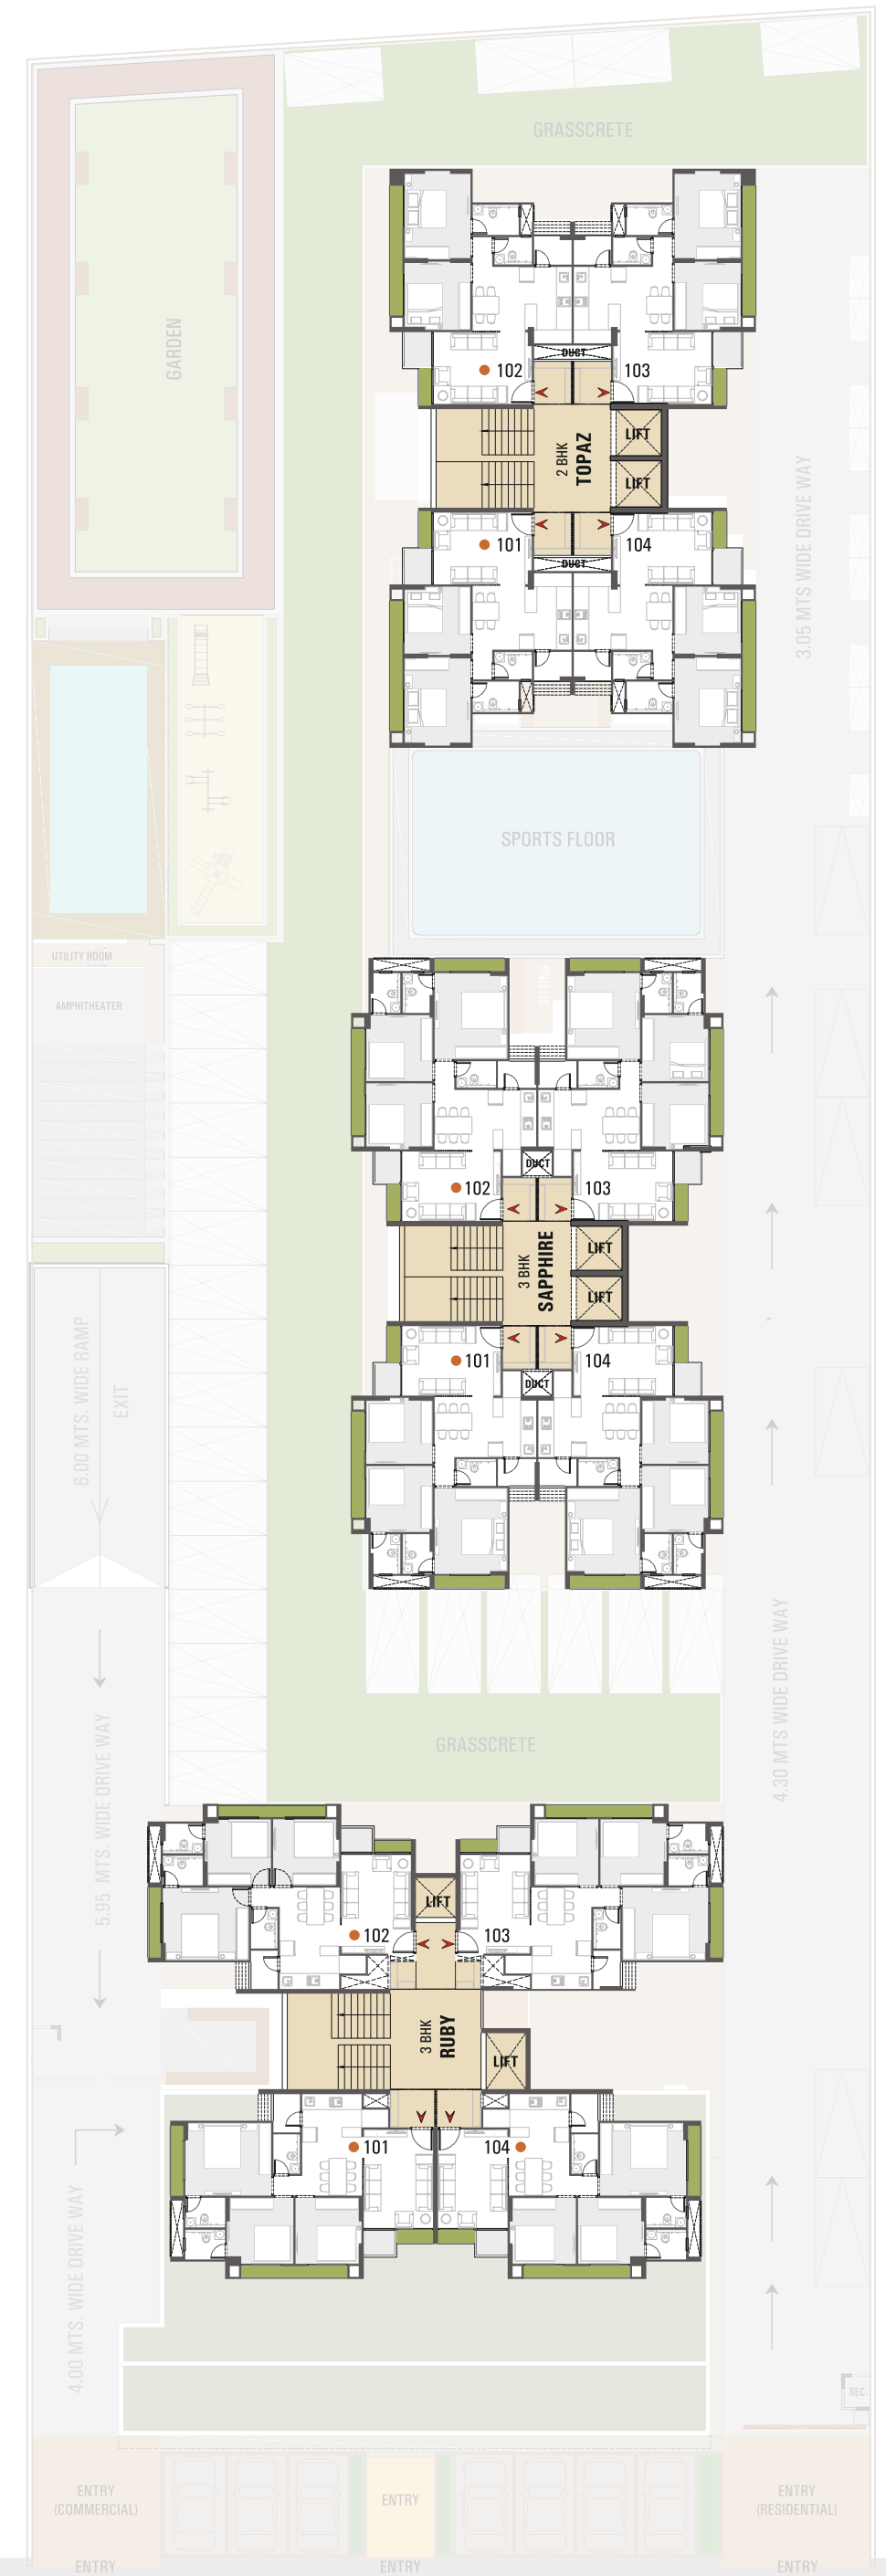 GRASSCRETE
GARDEN
102
103
DUCT
2 BHK
TOPAZ
LIFT
LIFT
101
104
DUCT
3.05 MTS WIDE DRIVE WAY
SPORTS FLOOR
UTILITY ROOM
AMPHITHEATER
SITTING
DUCT
102
103
3 BHK
SAPPHIRE
LIFT
LIFT
101
104
DUCT
6.00 MTS. WIDE RAMP
EXIT
4.30 MTS WIDE DRIVE WAY
GRASSCRETE
5.95 MTS. WIDE DRIVE WAY
LIFT
102
103
3 BHK
RUBY
LIFT
101
104
4.00 MTS. WIDE DRIVE WAY
SEC.
ENTRY
(COMMERCIAL)
ENTRY
ENTRY
(RESIDENTIAL)
ENTRY
ENTRY
ENTRY